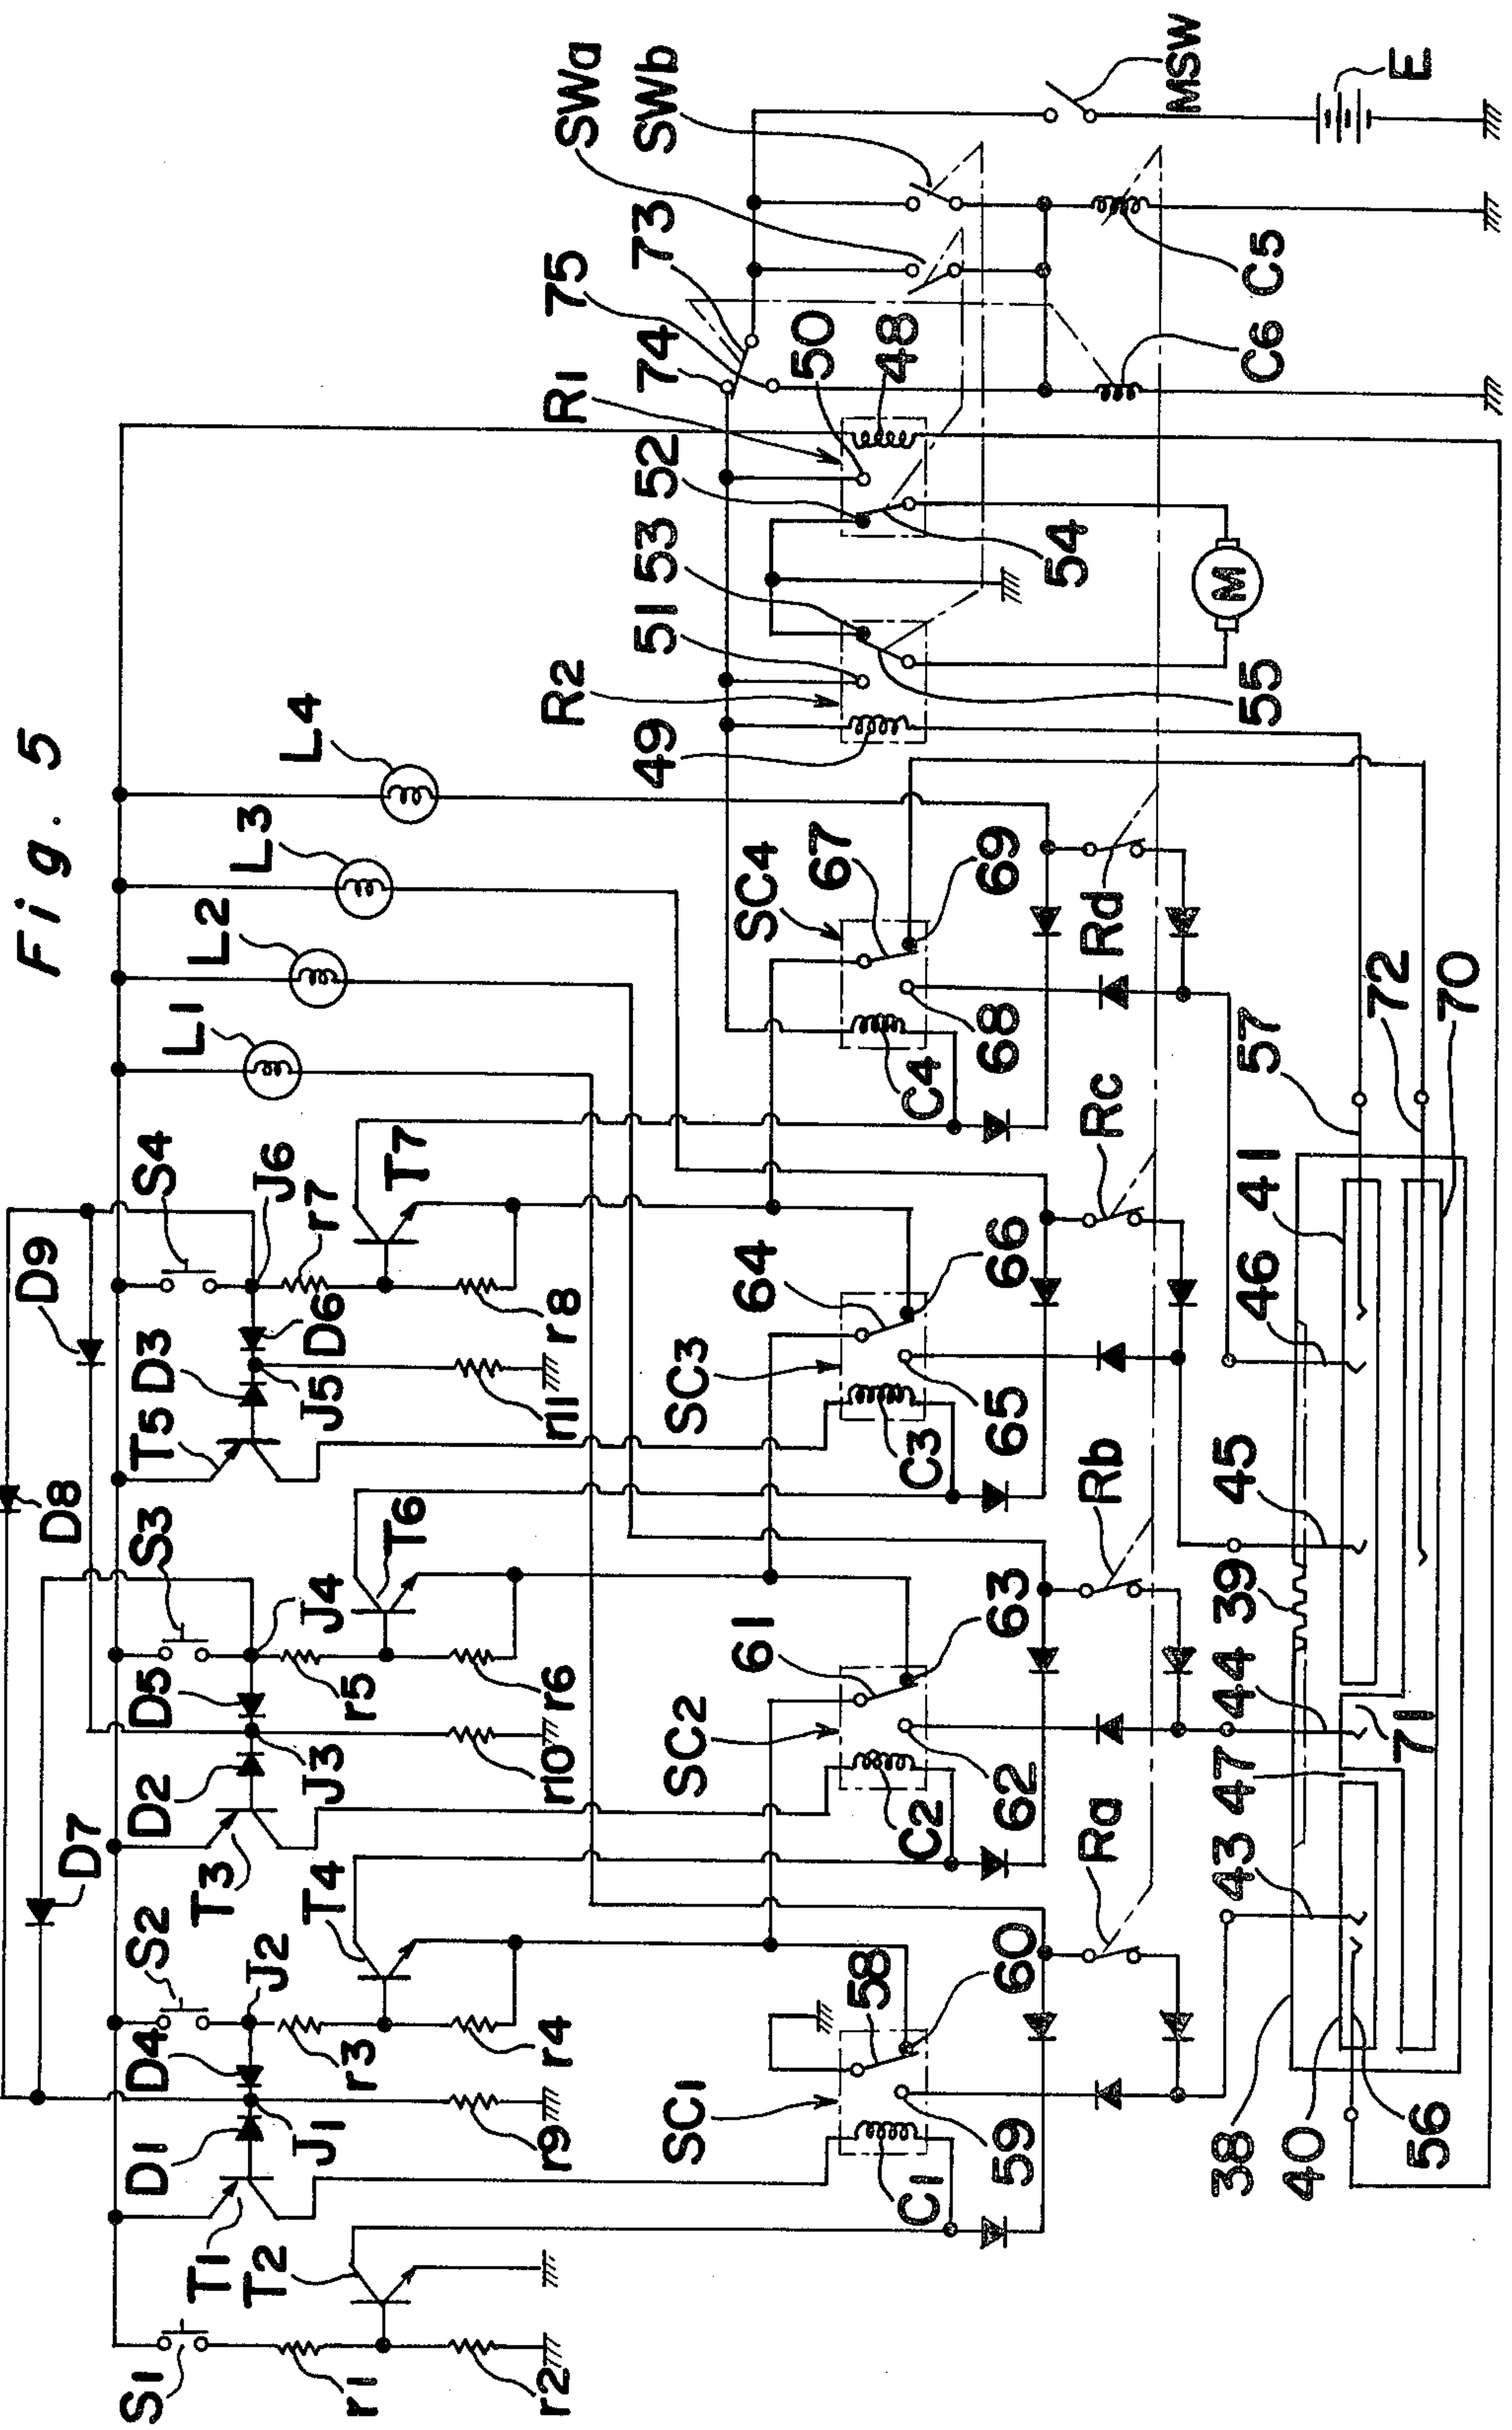 Fig. 5
S1
r1
r2
T1
T2
D1
J1
r9
D4
S2
J2
r3
r4
T4
D7
T3
D2
J3
r10
D5
S3
J4
r5
r6
T6
D8
D9
T5
D3
J5
r11
D6
S4
J6
r7
r8
T7
L1
L2
L3
L4
SC1
C1
58
59
60
SC2
C2
61
62
63
SC3
C3
64
65
66
SC4
C4
67
68
69
Ra
Rb
Rc
Rd
R2
49
51
53
55
R1
52
50
48
54
M
74
75
73
SWa
SWb
MSW
E
C6
C5
38
40
56
43
47
71
44
39
45
46
41
57
72
70